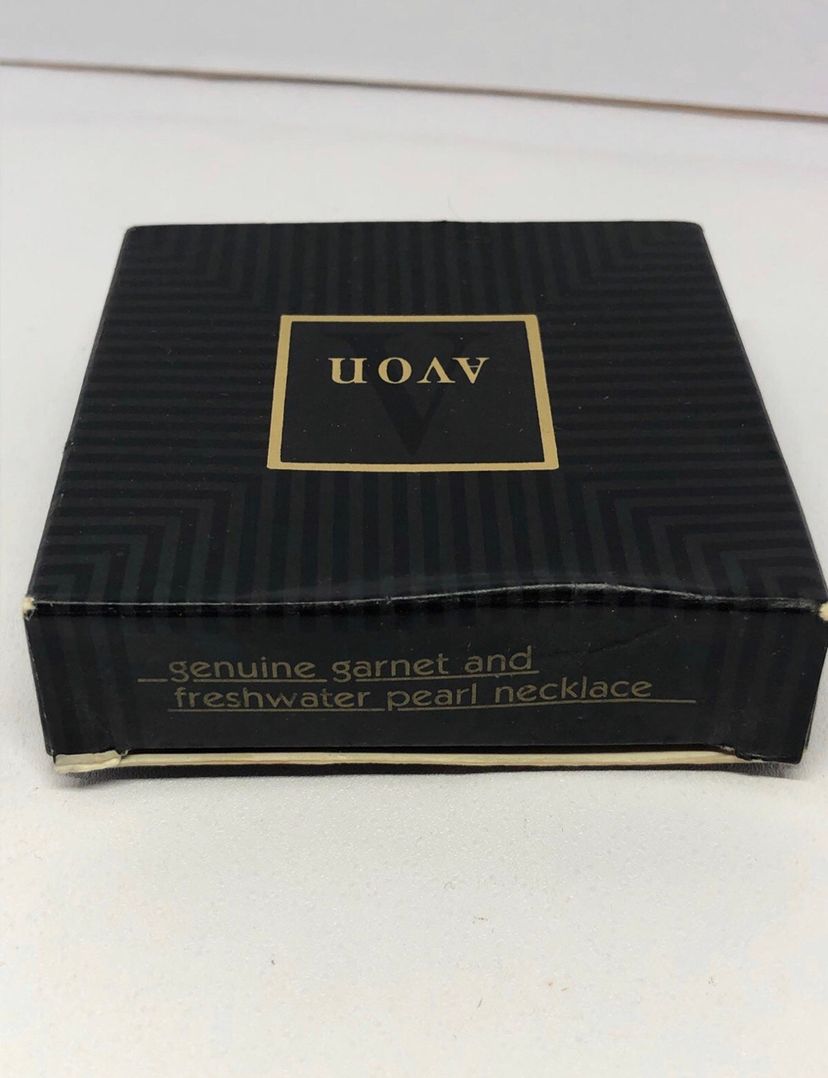 AVON
genuine garnet and
freshwater pearl necklace